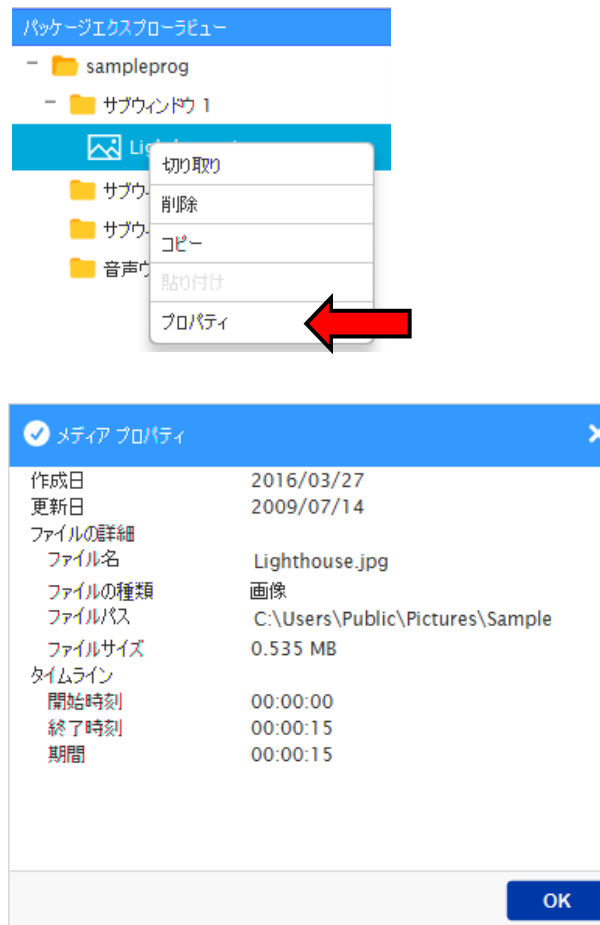 パッケージエクスプローラビュー
sampleprog
サブウィンドウ 1
切り取り
サブウ
削除
サブウ
コピー
音声ウ
貼り付け
プロパティ
メディア プロパティ
作成日 2016/03/27
更新日 2009/07/14
ファイルの詳細
ファイル名 Lighthouse.jpg
ファイルの種類 画像
ファイルパス C:\Users\Public\Pictures\Sample
ファイルサイズ 0.535 MB
タイムライン
開始時刻 00:00:00
終了時刻 00:00:15
期間 00:00:15
OK